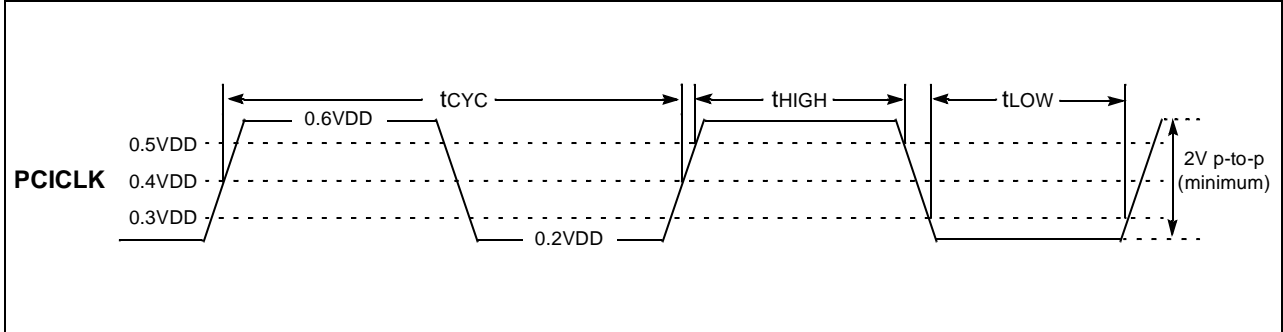 tCYC
tHIGH
tLOW
0.6VDD
0.5VDD
PCICLK
0.4VDD
0.3VDD
0.2VDD
2V p-to-p
(minimum)